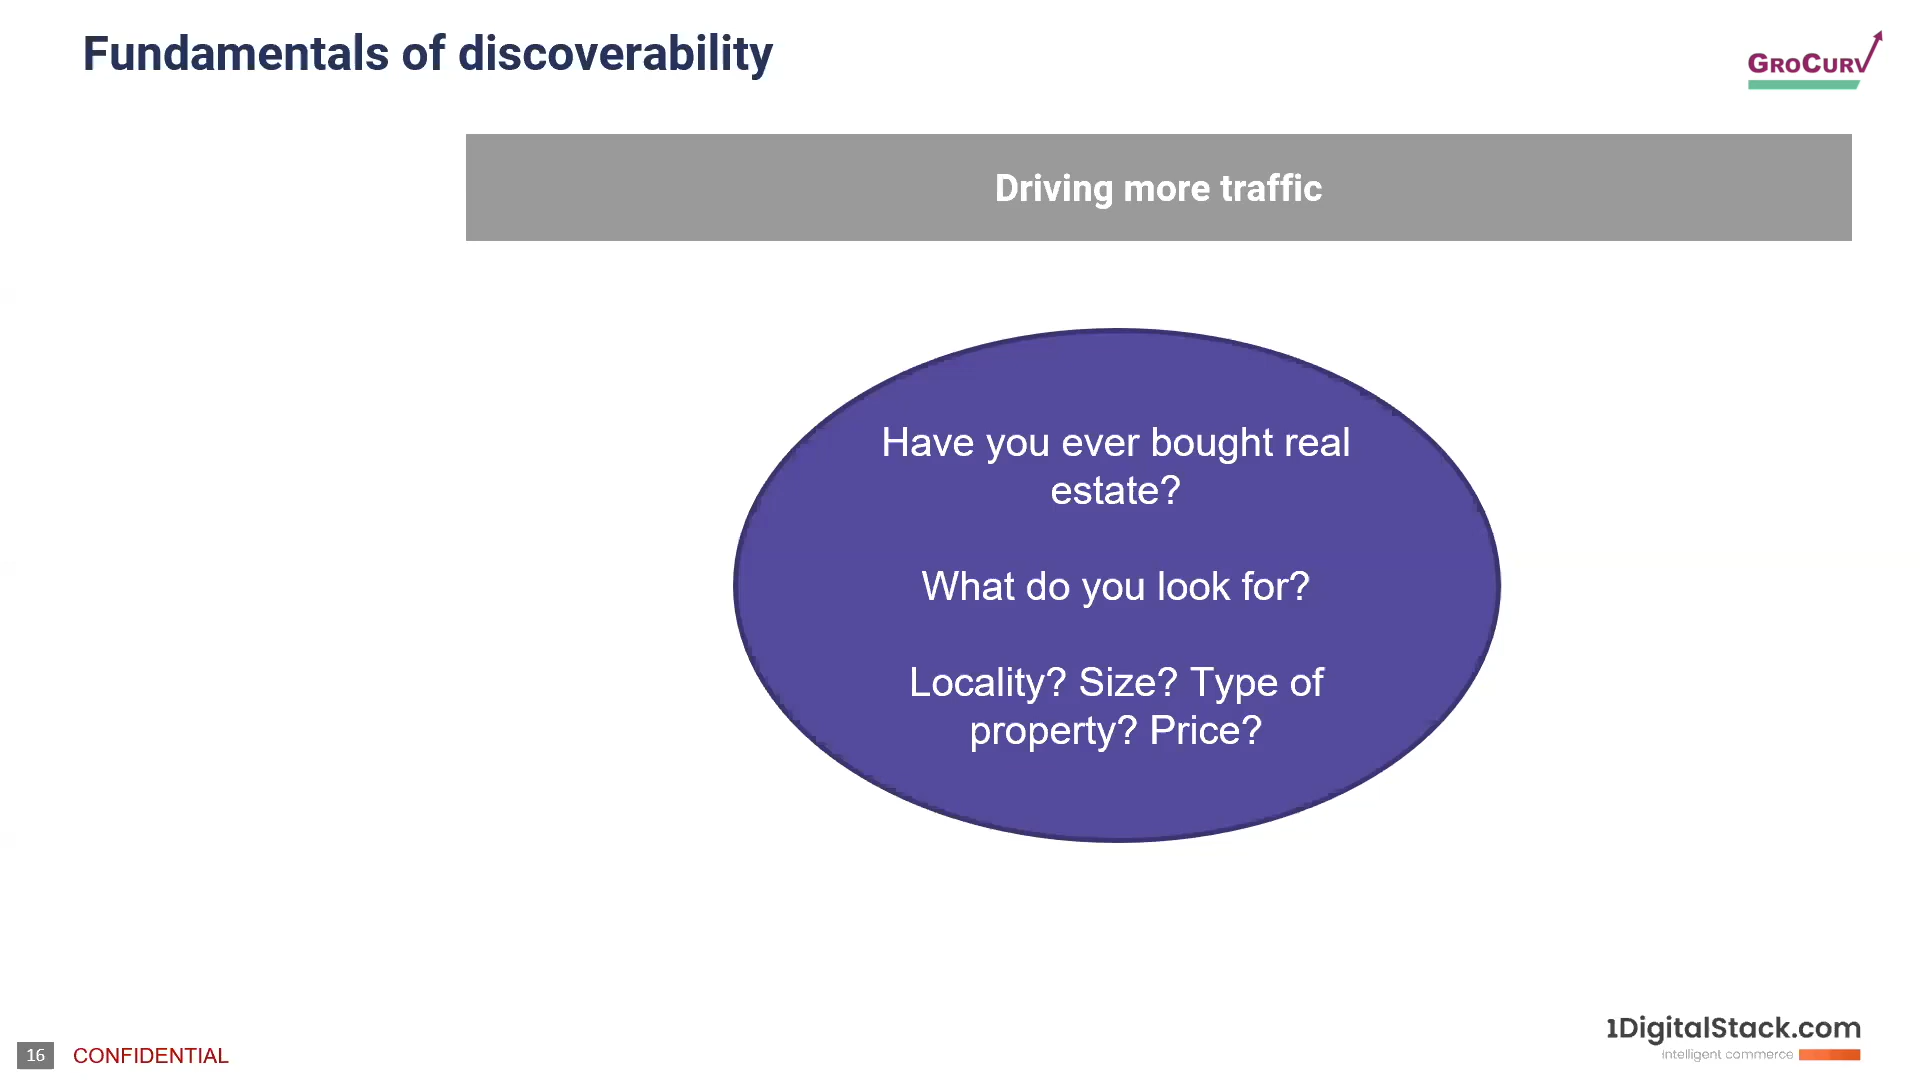 Fundamentals of discoverability
GROCURV
Driving more traffic
Have you ever bought real
estate?
What do you look for?
Locality? Size? Type of
property? Price?
1DigitalStack.com
intelligent commerce
16
CONFIDENTIAL